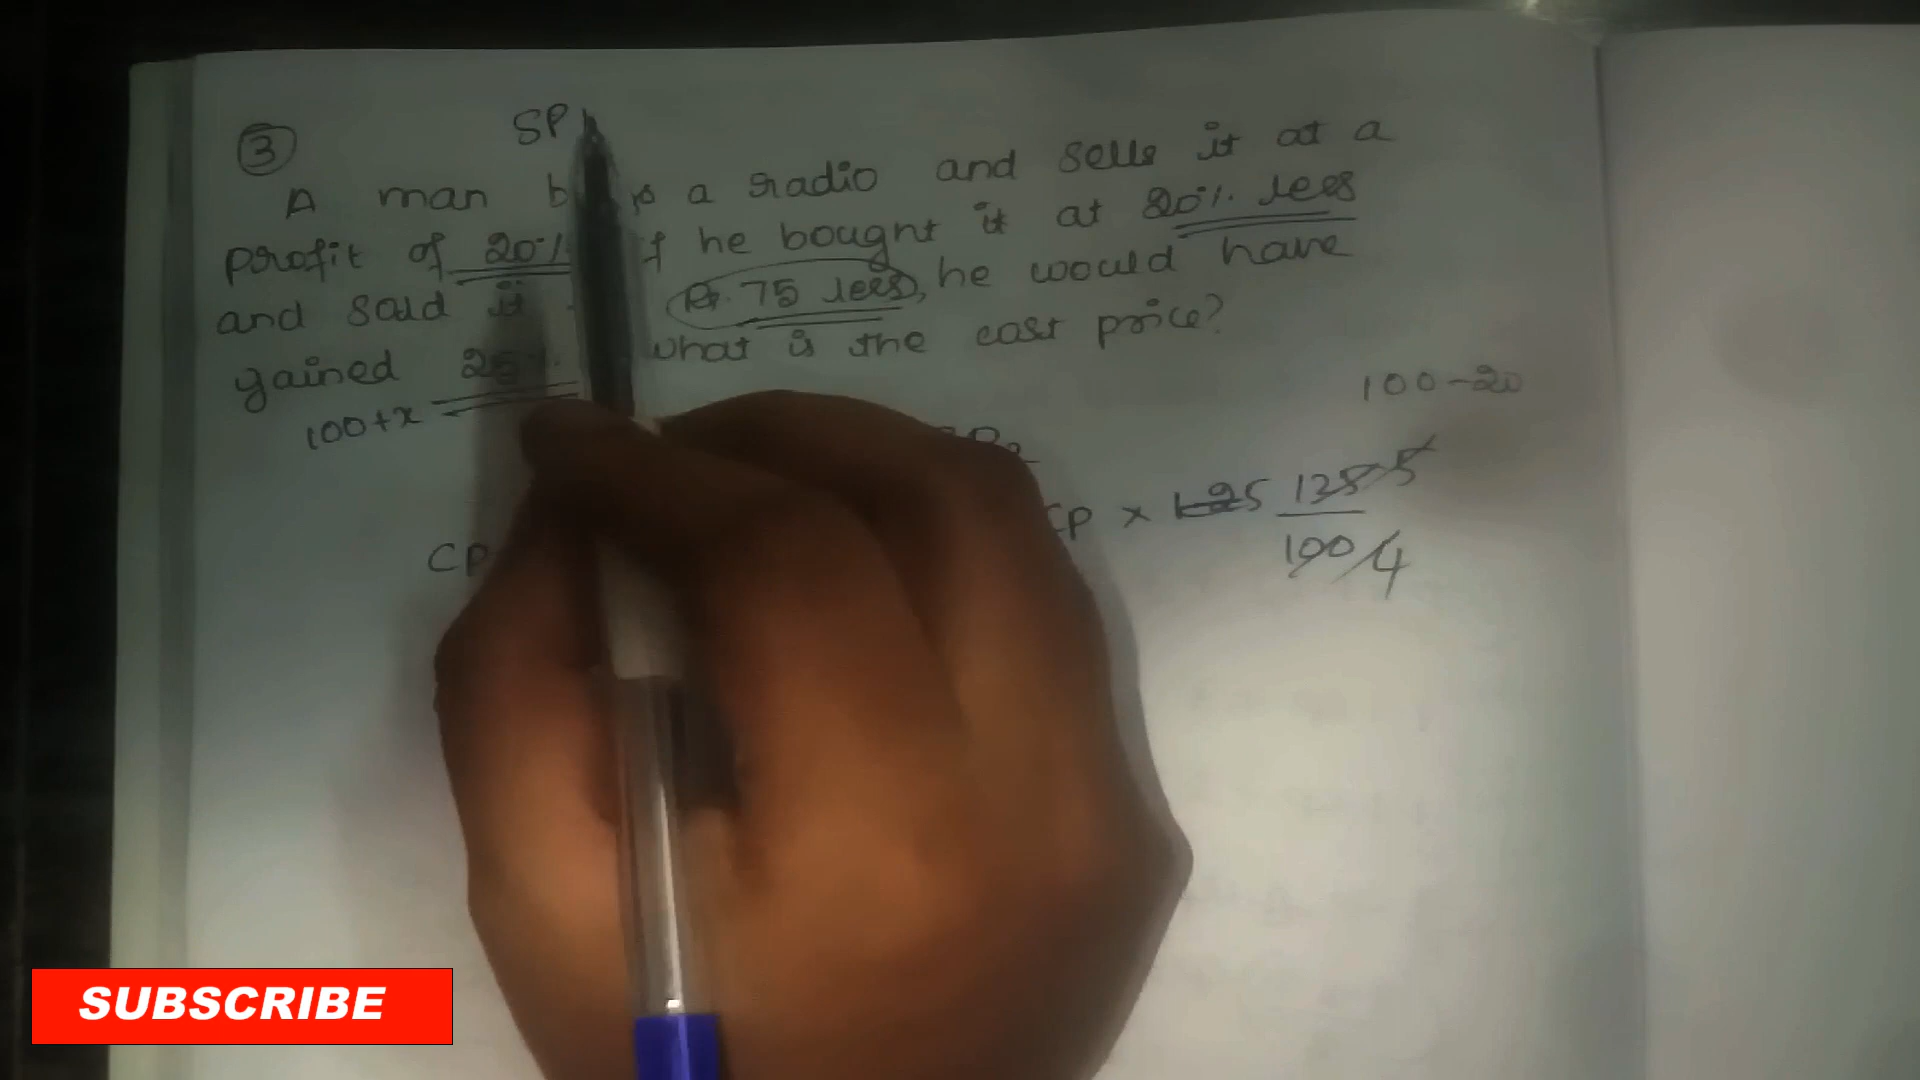 3
SP
A man a radio and sells it at a
profit of 20% he bought it at 20% less
and sold it Rs. 75 less, he would have
gained 25% what is the cost price?
100+x
100-20
CP
CP × 125 125 5
100 4
SUBSCRIBE